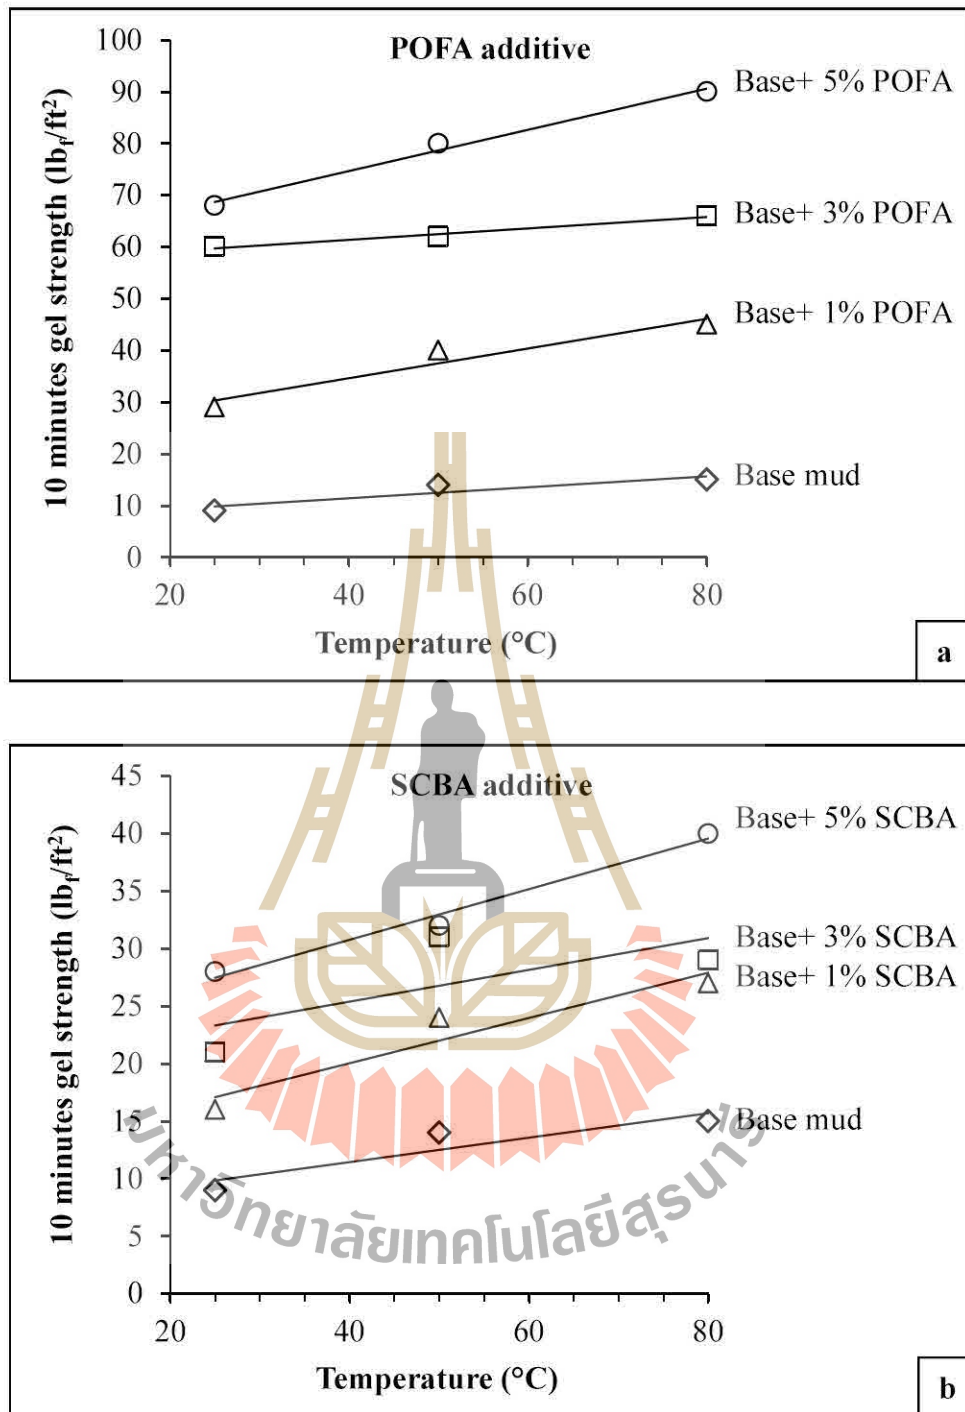 POFA additive
100
90
80
70
60
50
40
30
20
10
0
10 minutes gel strength (lb_f/ft²)
Base+ 5% POFA
Base+ 3% POFA
Base+ 1% POFA
Base mud
20 40 60 80
Temperature (°C)
a
SCBA additive
45
40
35
30
25
20
15
10
5
0
10 minutes gel strength (lb_f/ft²)
Base+ 5% SCBA
Base+ 3% SCBA
Base+ 1% SCBA
Base mud
มหาวิทยาลัยเทคโนโลยีสุรนารี
20 40 60 80
Temperature (°C)
b